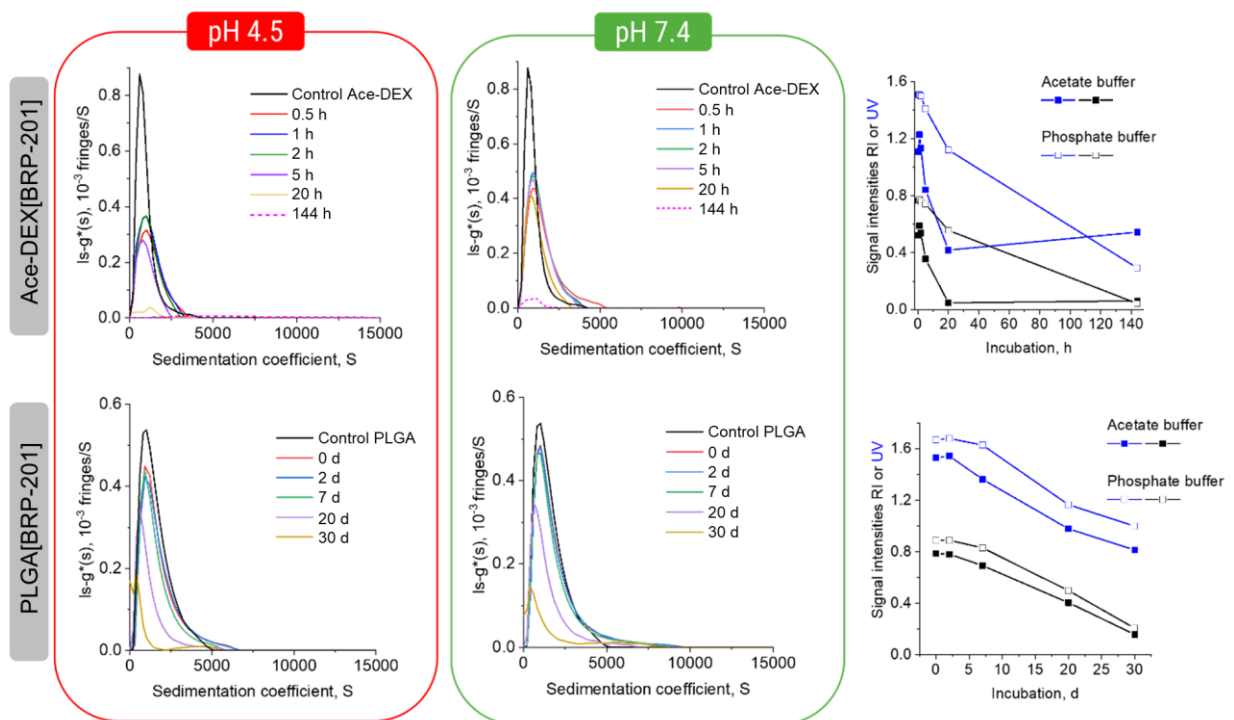 pH 4.5
pH 7.4
Ace-DEX[BRP-201]
ls-g*(s), 10⁻³ fringes/S
0.8
0.6
0.4
0.2
0.0
Control Ace-DEX
0.5 h
1 h
2 h
5 h
20 h
144 h
0
5000
10000
15000
Sedimentation coefficient, S
ls-g*(s), 10⁻³ fringes/S
0.8
0.6
0.4
0.2
0.0
Control Ace-DEX
0.5 h
1 h
2 h
5 h
20 h
144 h
0
5000
10000
15000
Sedimentation coefficient, S
Signal intensities RI or UV
1.6
1.2
0.8
0.4
0.0
Acetate buffer
Phosphate buffer
0 20 40 60 80 100 120 140
Incubation, h
PLGA[BRP-201]
ls-g*(s), 10⁻³ fringes/S
0.6
0.4
0.2
0.0
Control PLGA
0 d
2 d
7 d
20 d
30 d
0
5000
10000
15000
Sedimentation coefficient, S
ls-g*(s), 10⁻³ fringes/S
0.6
0.4
0.2
0.0
Control PLGA
0 d
2 d
7 d
20 d
30 d
0
5000
10000
15000
Sedimentation coefficient, S
Signal intensities RI or UV
1.6
1.2
0.8
0.4
0.0
Acetate buffer
Phosphate buffer
0 5 10 15 20 25 30
Incubation, d